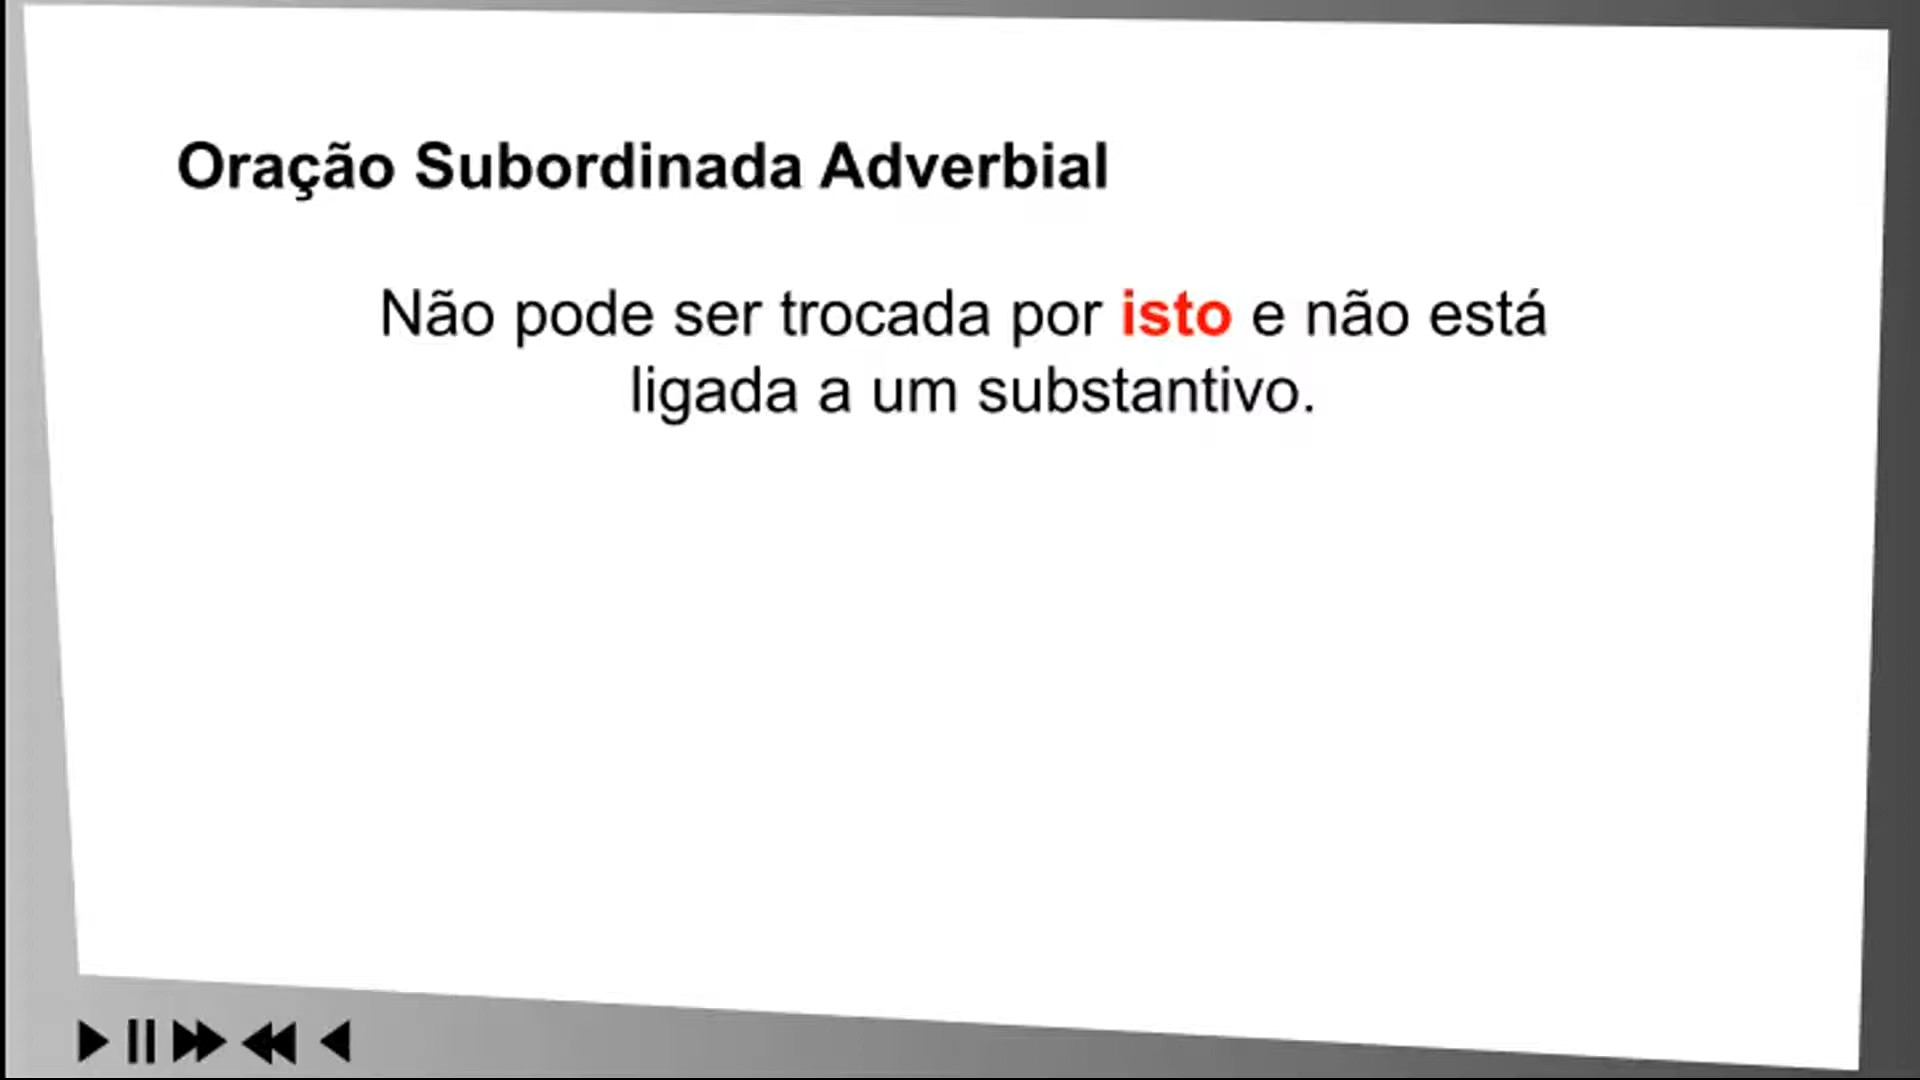 Oração Subordinada Adverbial
Não pode ser trocada por isto e não está
ligada a um substantivo.